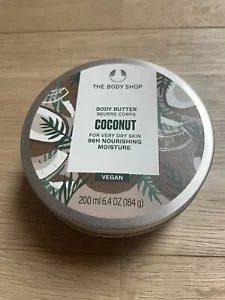 THE BODY SHOP
BODY BUTTER
BEURRE CORPS
COCONUT
FOR VERY DRY SKIN
96H NOURISHING
MOISTURE
VEGAN
200 ml 6.4 OZ (184 g)